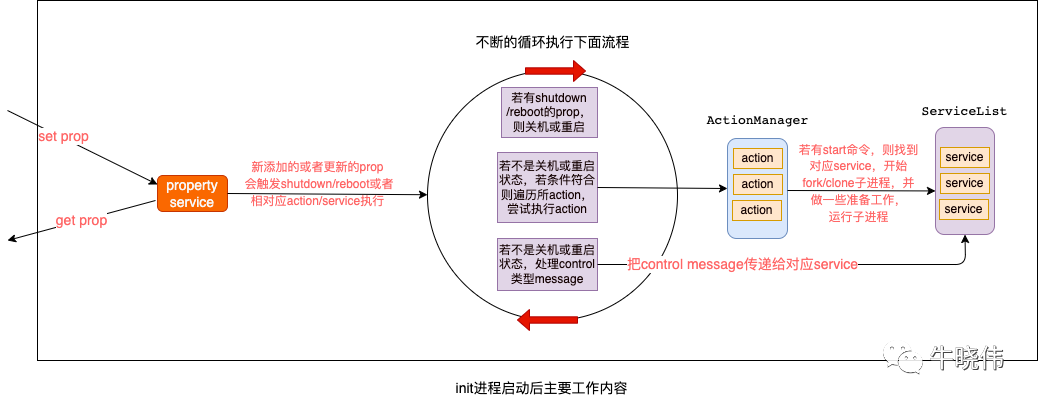 不断的循环执行下面流程
set prop
get prop
property
service
新添加的或者更新的prop
会触发shutdown/reboot或者
相对应action/service执行
若有shutdown
/reboot的prop，
则关机或重启
若不是关机或重启
状态，若条件符合
则遍历所action，
尝试执行action
若不是关机或重启
状态，处理control
类型message
ActionManager
action
action
action
若有start命令，则找到
对应service，开始
fork/clone子进程，并
做一些准备工作，
运行子进程
ServiceList
service
service
service
把control message传递给对应service
牛晓伟
init进程启动后主要工作内容